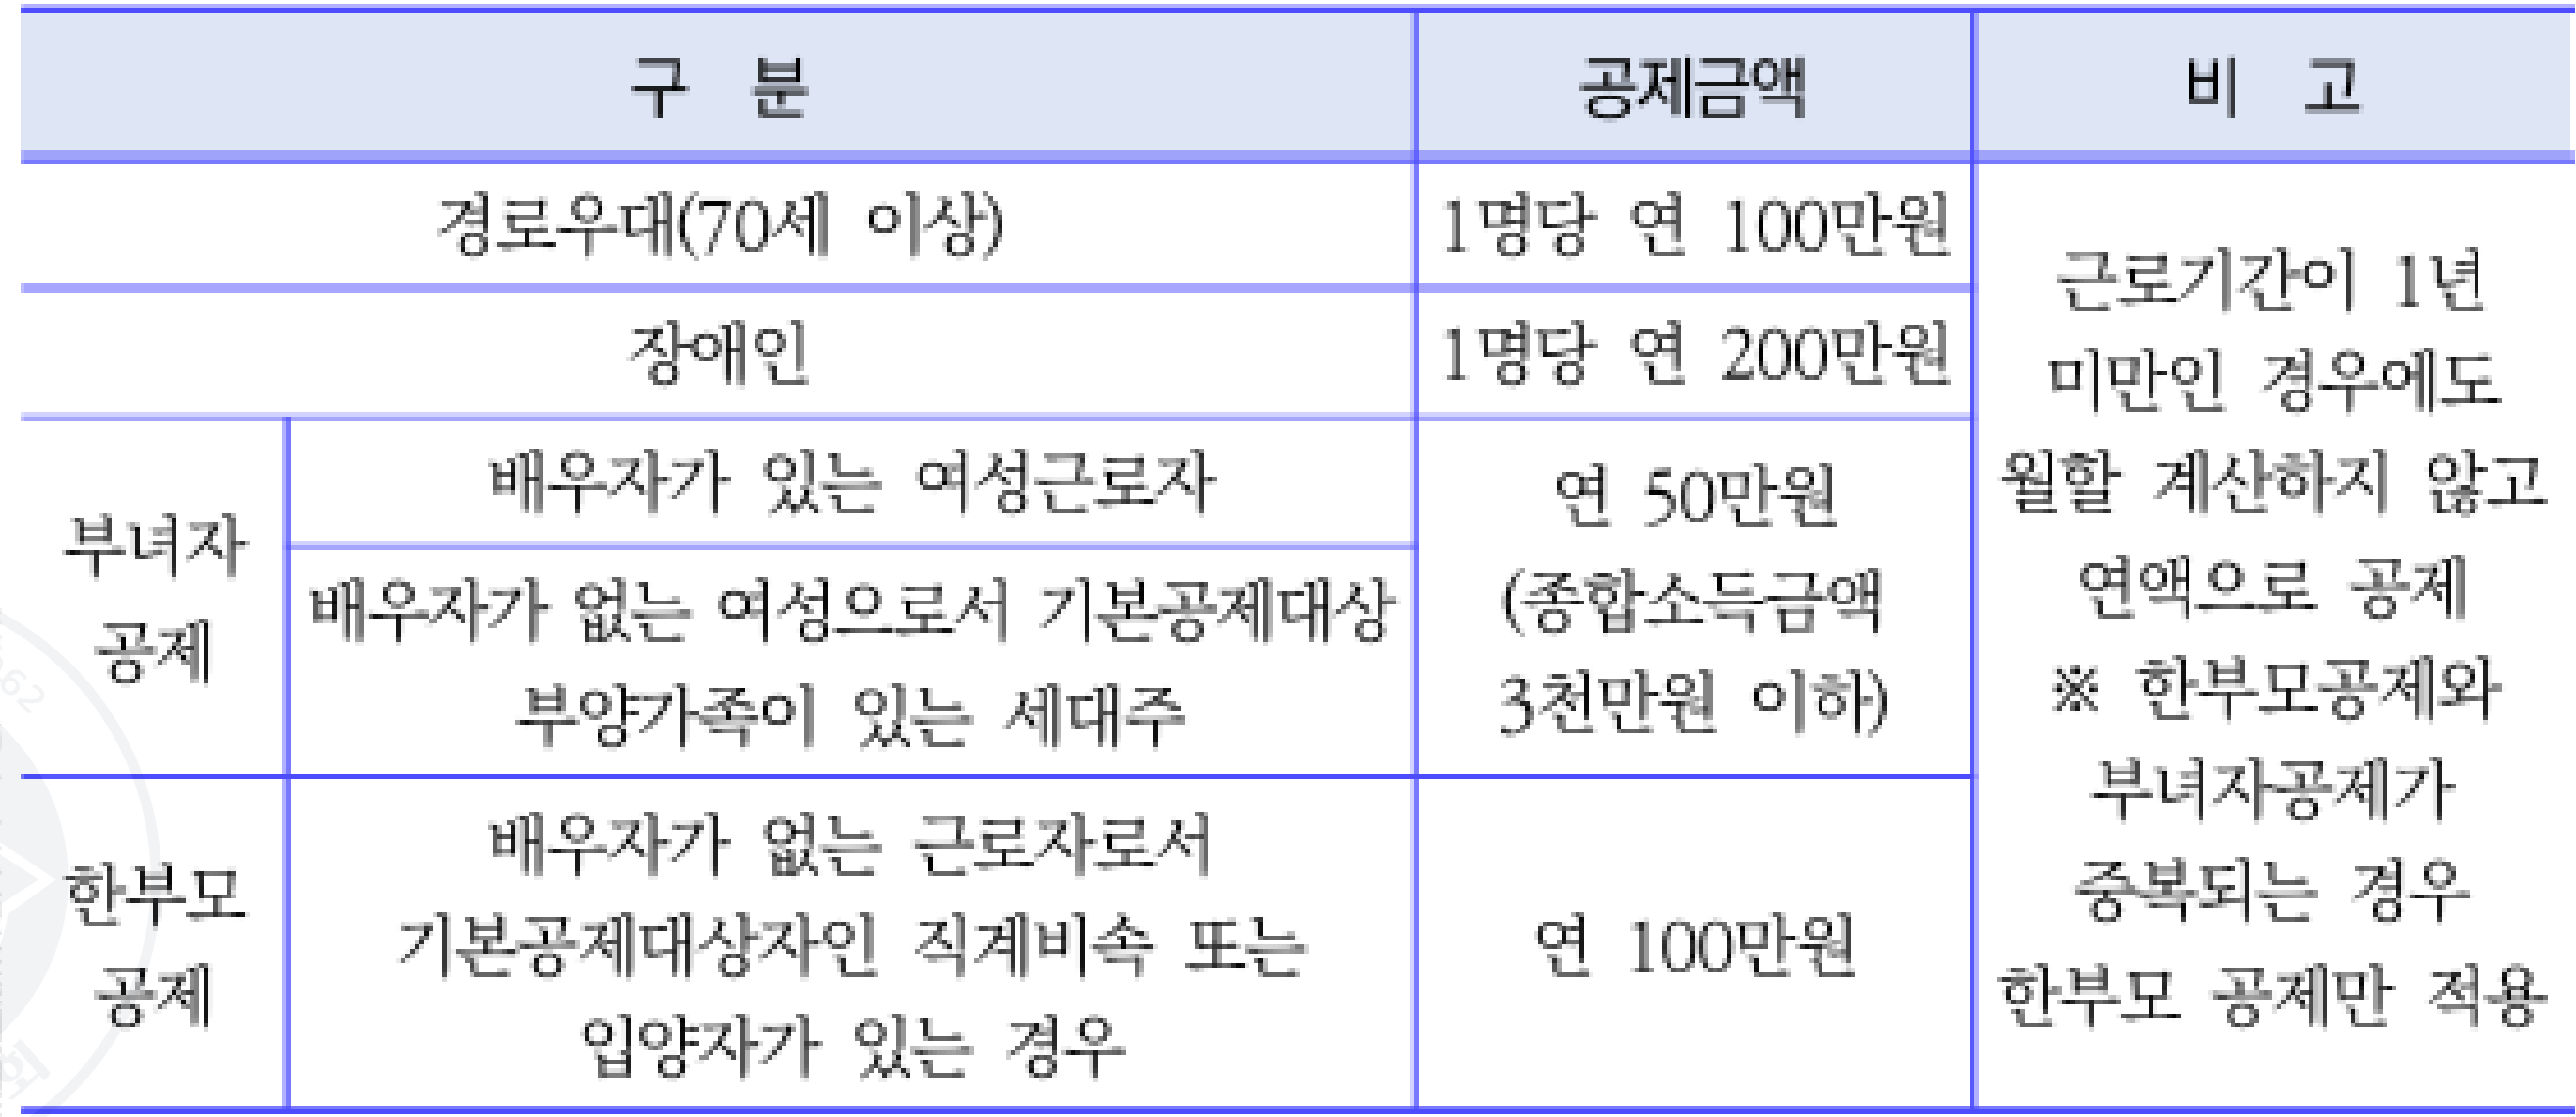 구 분 공제금액 비 고
경로우대(70세 이상) 1명당 연 100만원
장애인 1명당 연 200만원
부녀자
공제
배우자가 있는 여성근로자
배우자가 없는 여성으로서 기본공제대상
부양가족이 있는 세대주
연 50만원
(종합소득금액
3천만원 이하)
한부모
공제
배우자가 없는 근로자로서
기본공제대상자인 직계비속 또는
입양자가 있는 경우
연 100만원
근로기간이 1년
미만인 경우에도
월할 계산하지 않고
연액으로 공제
※ 한부모공제와
부녀자공제가
중복되는 경우
한부모 공제만 적용